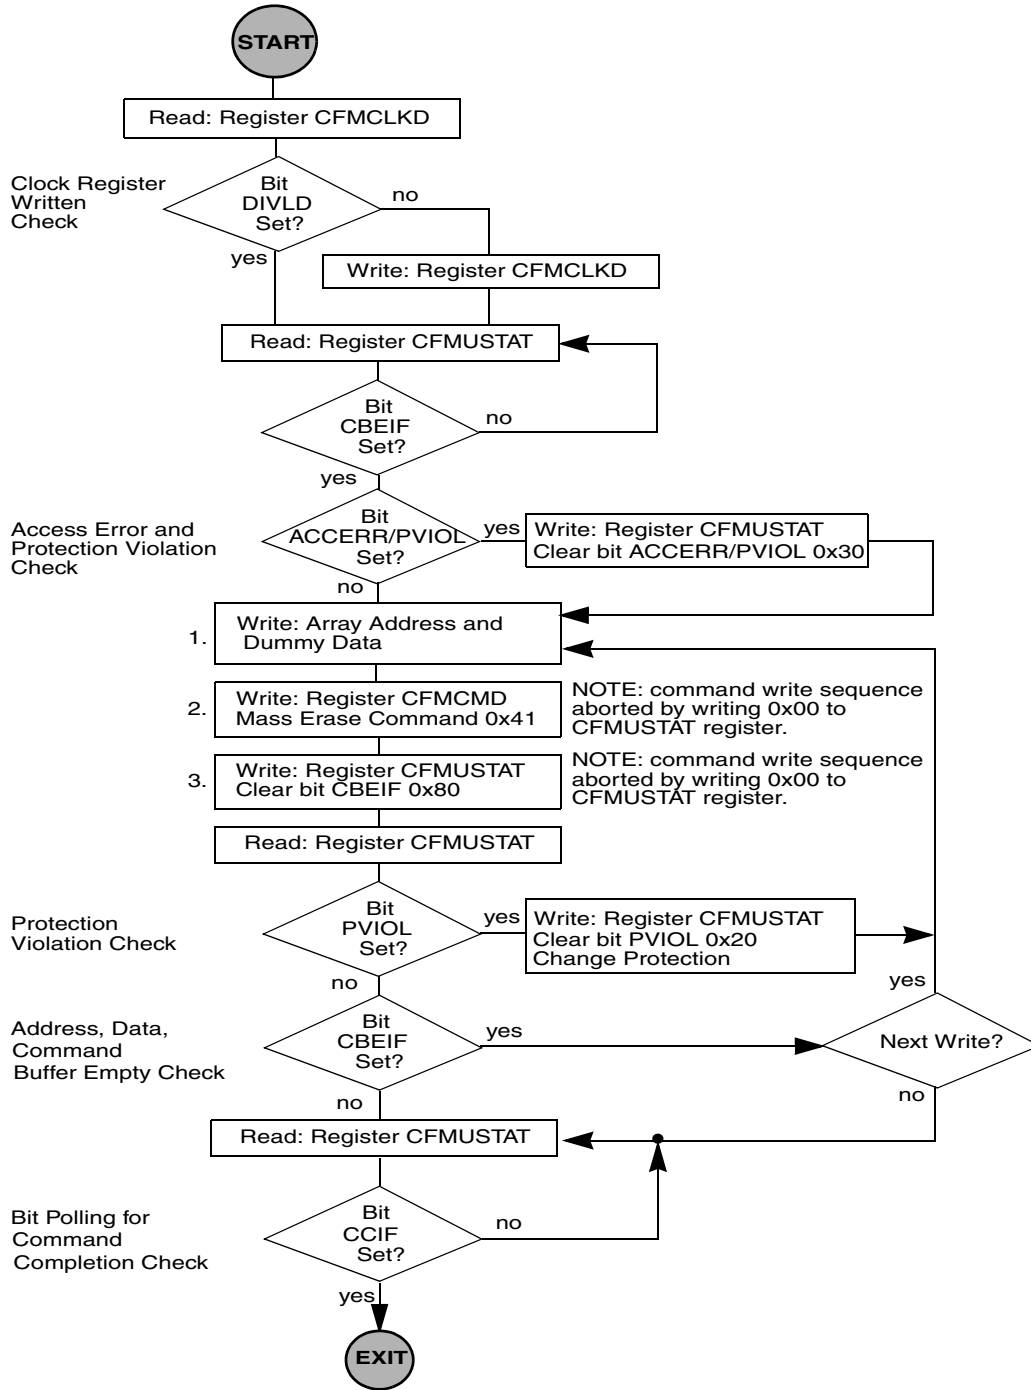 START
Read: Register CFMCLKD
Clock Register
Written
Check
Bit
DIVLD
Set?
no
yes
Write: Register CFMCLKD
Read: Register CFMUSTAT
Bit
CBEIF
Set?
no
yes
Access Error and
Protection Violation
Check
Bit
ACCERR/PVIOL
Set?
yes
Write: Register CFMUSTAT
Clear bit ACCERR/PVIOL 0x30
no
1.
Write: Array Address and
Dummy Data
2.
Write: Register CFMCMD
Mass Erase Command 0x41
NOTE: command write sequence
aborted by writing 0x00 to
CFMUSTAT register.
3.
Write: Register CFMUSTAT
Clear bit CBEIF 0x80
NOTE: command write sequence
aborted by writing 0x00 to
CFMUSTAT register.
Read: Register CFMUSTAT
Protection
Violation Check
Bit
PVIOL
Set?
yes
Write: Register CFMUSTAT
Clear bit PVIOL 0x20
Change Protection
no
yes
Address, Data,
Command
Buffer Empty Check
Bit
CBEIF
Set?
yes
Next Write?
no
no
Read: Register CFMUSTAT
Bit Polling for
Command
Completion Check
Bit
CCIF
Set?
no
yes
EXIT